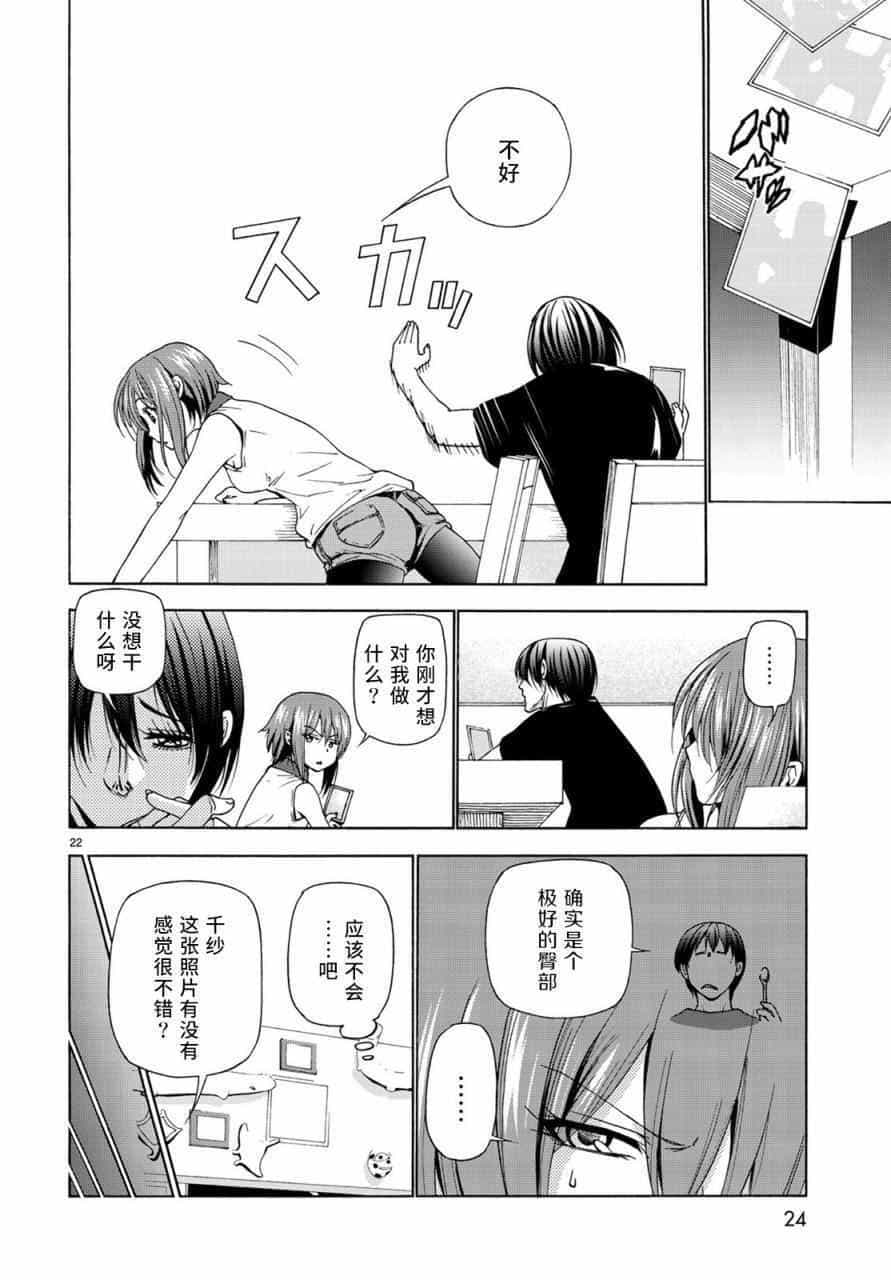 バサ
不好
スカッ
……
你刚才想
对我做
什么？
没想干
什么呀
22
确实是个
极好的臀部
……
应该不会
……吧
千纱
这张照片有没有
感觉很不错？
24